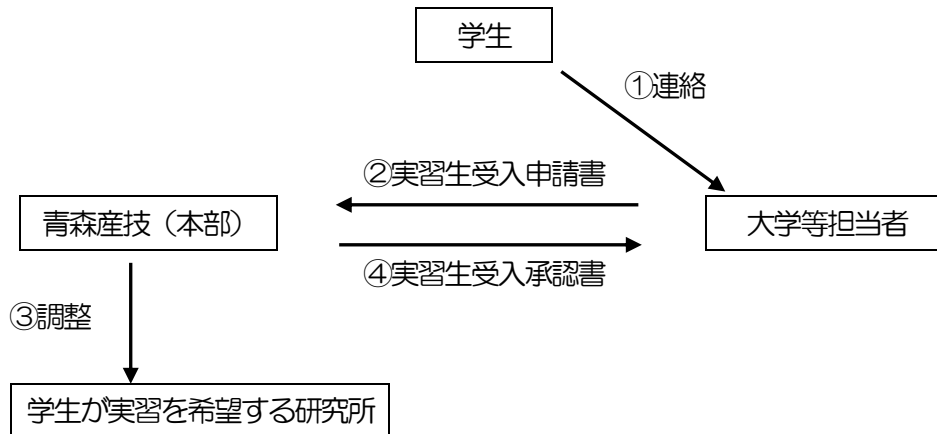 学生
①連絡
②実習生受入申請書
青森産技（本部）
大学等担当者
④実習生受入承認書
③調整
学生が実習を希望する研究所